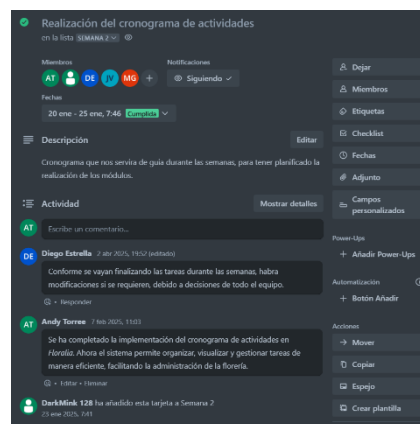 Realización del cronograma de actividades
en la lista SEMANA 2
Miembros
Notificaciones
AT
DE
JV
MG
+
Siguiendo
Fechas
20 ene - 25 ene, 7:46 Cumplida
Descripción
Editar
Cronograma que nos servira de guia durante las semanas, para tener planificado la
realización de los módulos.
Actividad
Mostrar detalles
AT
Escribe un comentario...
DE
Diego Estrella 2 abr 2025, 19:52 (editado)
Conforme se vayan finalizando las tareas durante las semanas, habra
modificaciones si se requieren, debido a decisiones de todo el equipo.
• Responder
AT
Andy Torres 7 feb 2025, 11:03
Se ha completado la implementación del cronograma de actividades en
Floralia. Ahora el sistema permite organizar, visualizar y gestionar tareas de
manera eficiente, facilitando la administración de la florería.
• Editar • Eliminar
DarkMink 128 ha añadido esta tarjeta a Semana 2
23 ene 2025, 7:41
Dejar
Miembros
Etiquetas
Checklist
Fechas
Adjunto
Campos
personalizados
Power-Ups
+ Añadir Power-Ups
Automatización
+ Botón Añadir
Acciones
→ Mover
Copiar
Espejo
Crear plantilla